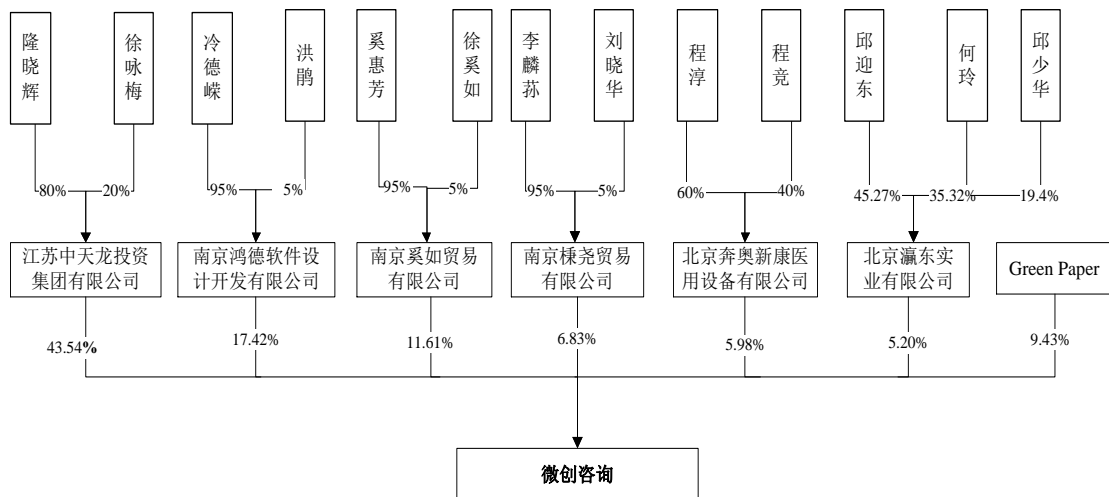 隆晓辉
徐咏梅
冷德嵘
洪鹃
奚惠芳
徐奚如
李麟荪
刘晓华
程淳
程竞
邱迎东
何玲
邱少华
80%
20%
95%
5%
95%
5%
95%
5%
60%
40%
45.27%
35.32%
19.4%
江苏中天龙投资
集团有限公司
南京鸿德软件设
计开发有限公司
南京奚如贸易
有限公司
南京棅尧贸易
有限公司
北京奔奥新康医
用设备有限公司
北京瀛东实
业有限公司
Green Paper
43.54%
17.42%
11.61%
6.83%
5.98%
5.20%
9.43%
微创咨询